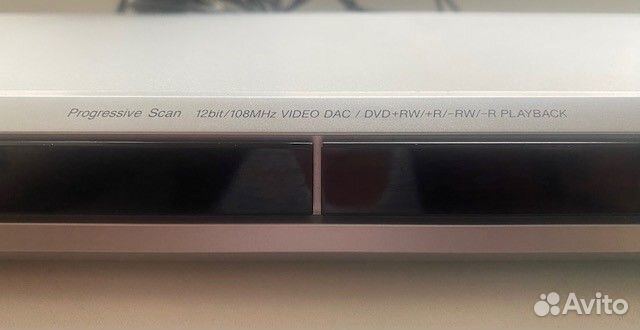 Progressive Scan 12bit/108MHz VIDEO DAC / DVD+RW/+R/-RW/-R PLAYBACK
Avito